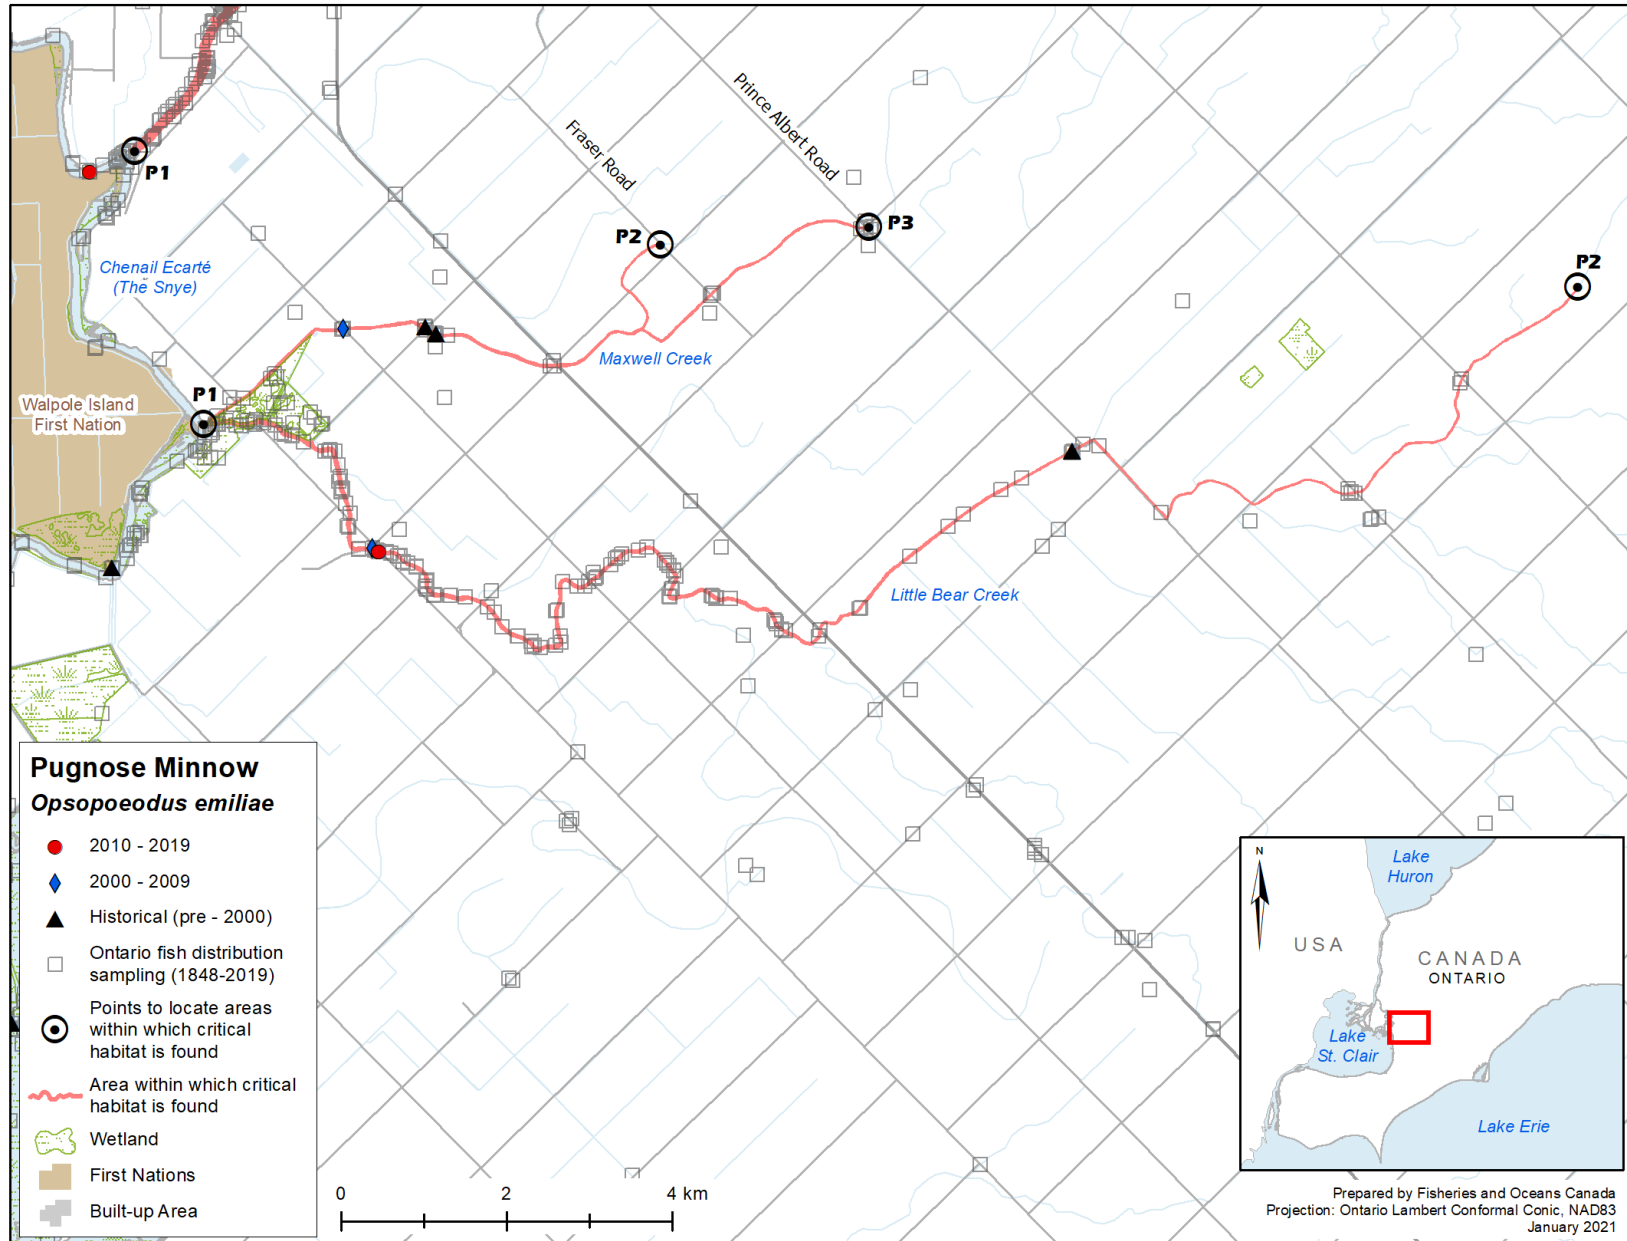 Prince Albert Road
Fraser Road
P1
P2
P3
P2
Chenail Ecarté
(The Snye)
Maxwell Creek
P1
Walpole Island
First Nation
Little Bear Creek
Pugnose Minnow
Opsopoeodus emiliae
2010 - 2019
2000 - 2009
Historical (pre - 2000)
Ontario fish distribution
sampling (1848-2019)
Points to locate areas
within which critical
habitat is found
Area within which critical
habitat is found
Wetland
First Nations
Built-up Area
0 2 4 km
N
Lake
Huron
USA
CANADA
ONTARIO
Lake
St. Clair
Lake Erie
Prepared by Fisheries and Oceans Canada
Projection: Ontario Lambert Conformal Conic, NAD83
January 2021